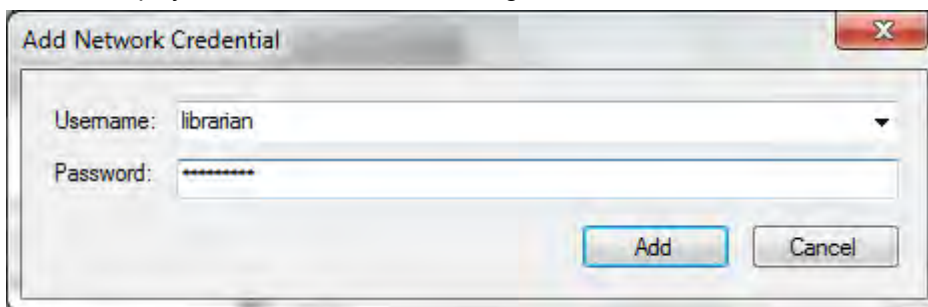 Add Network Credential
Username: librarian
Password: •••••••••
Add Cancel